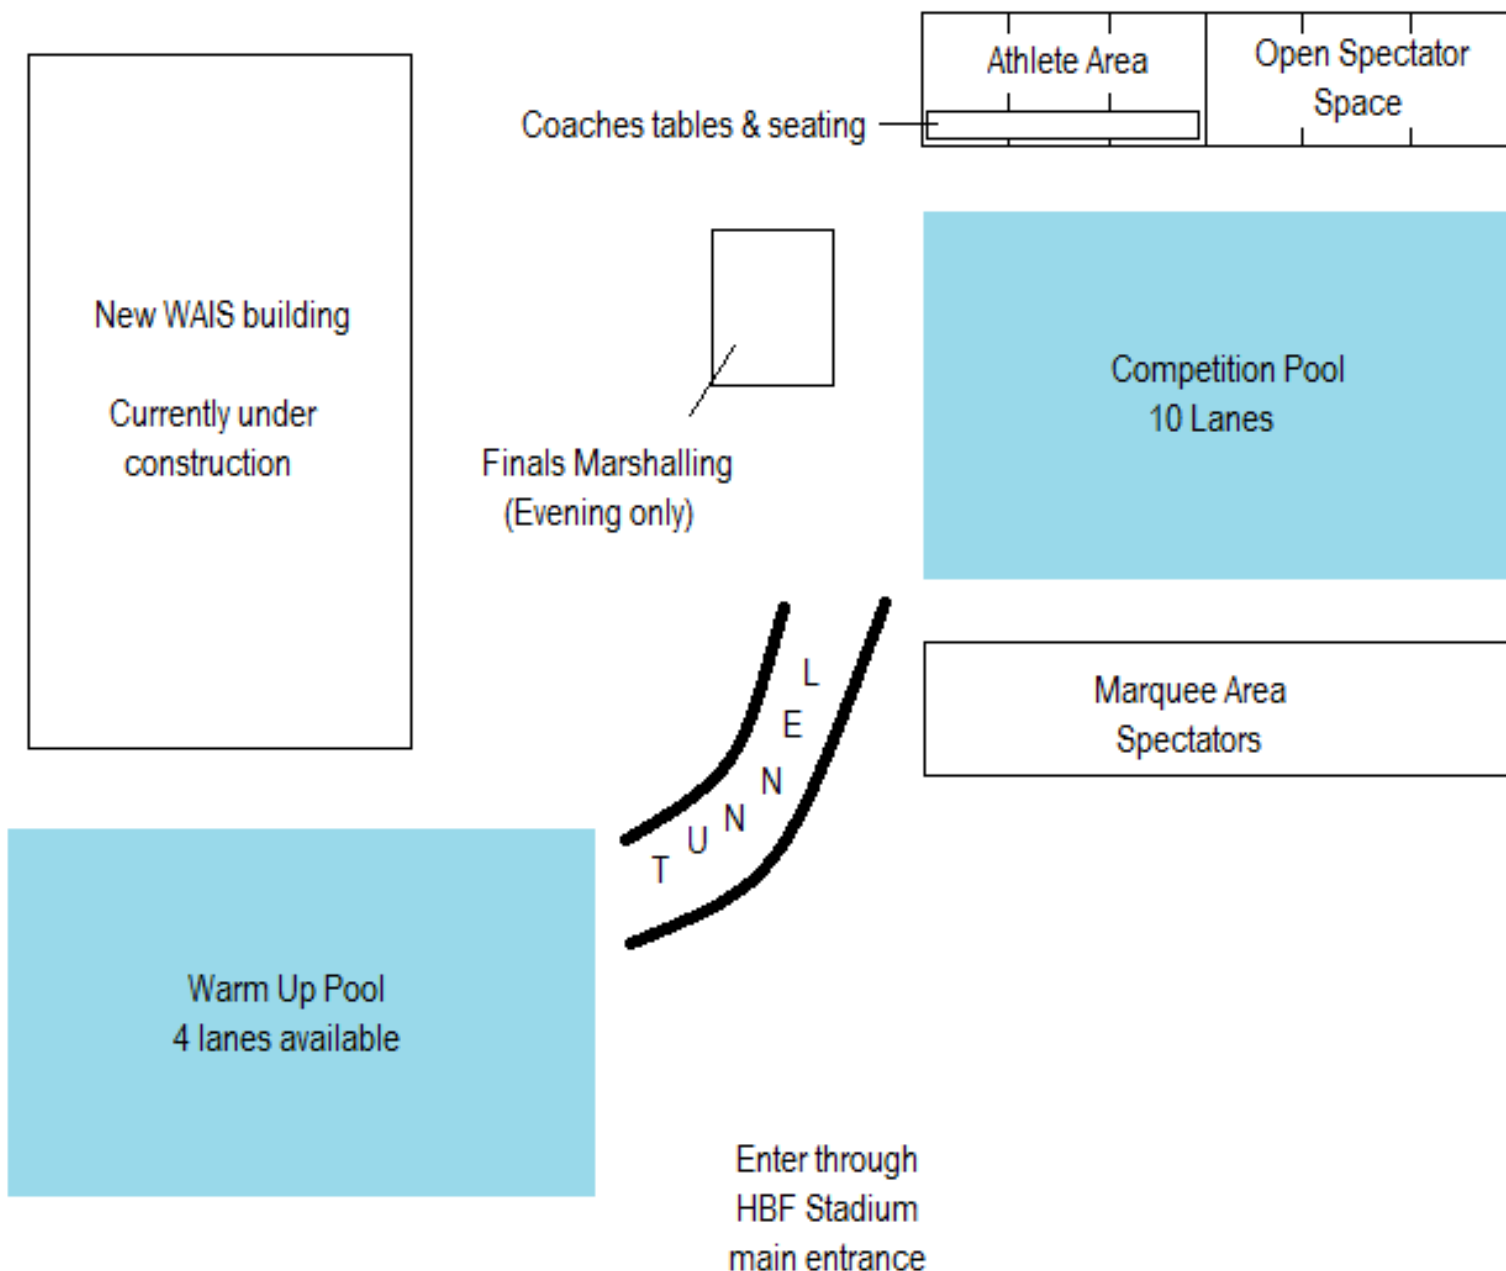 Athlete Area
Open Spectator
Space
Coaches tables & seating
New WAIS building
Currently under
construction
Finals Marshalling
(Evening only)
Competition Pool
10 Lanes
TUNNEL
Marquee Area
Spectators
Warm Up Pool
4 lanes available
Enter through
HBF Stadium
main entrance